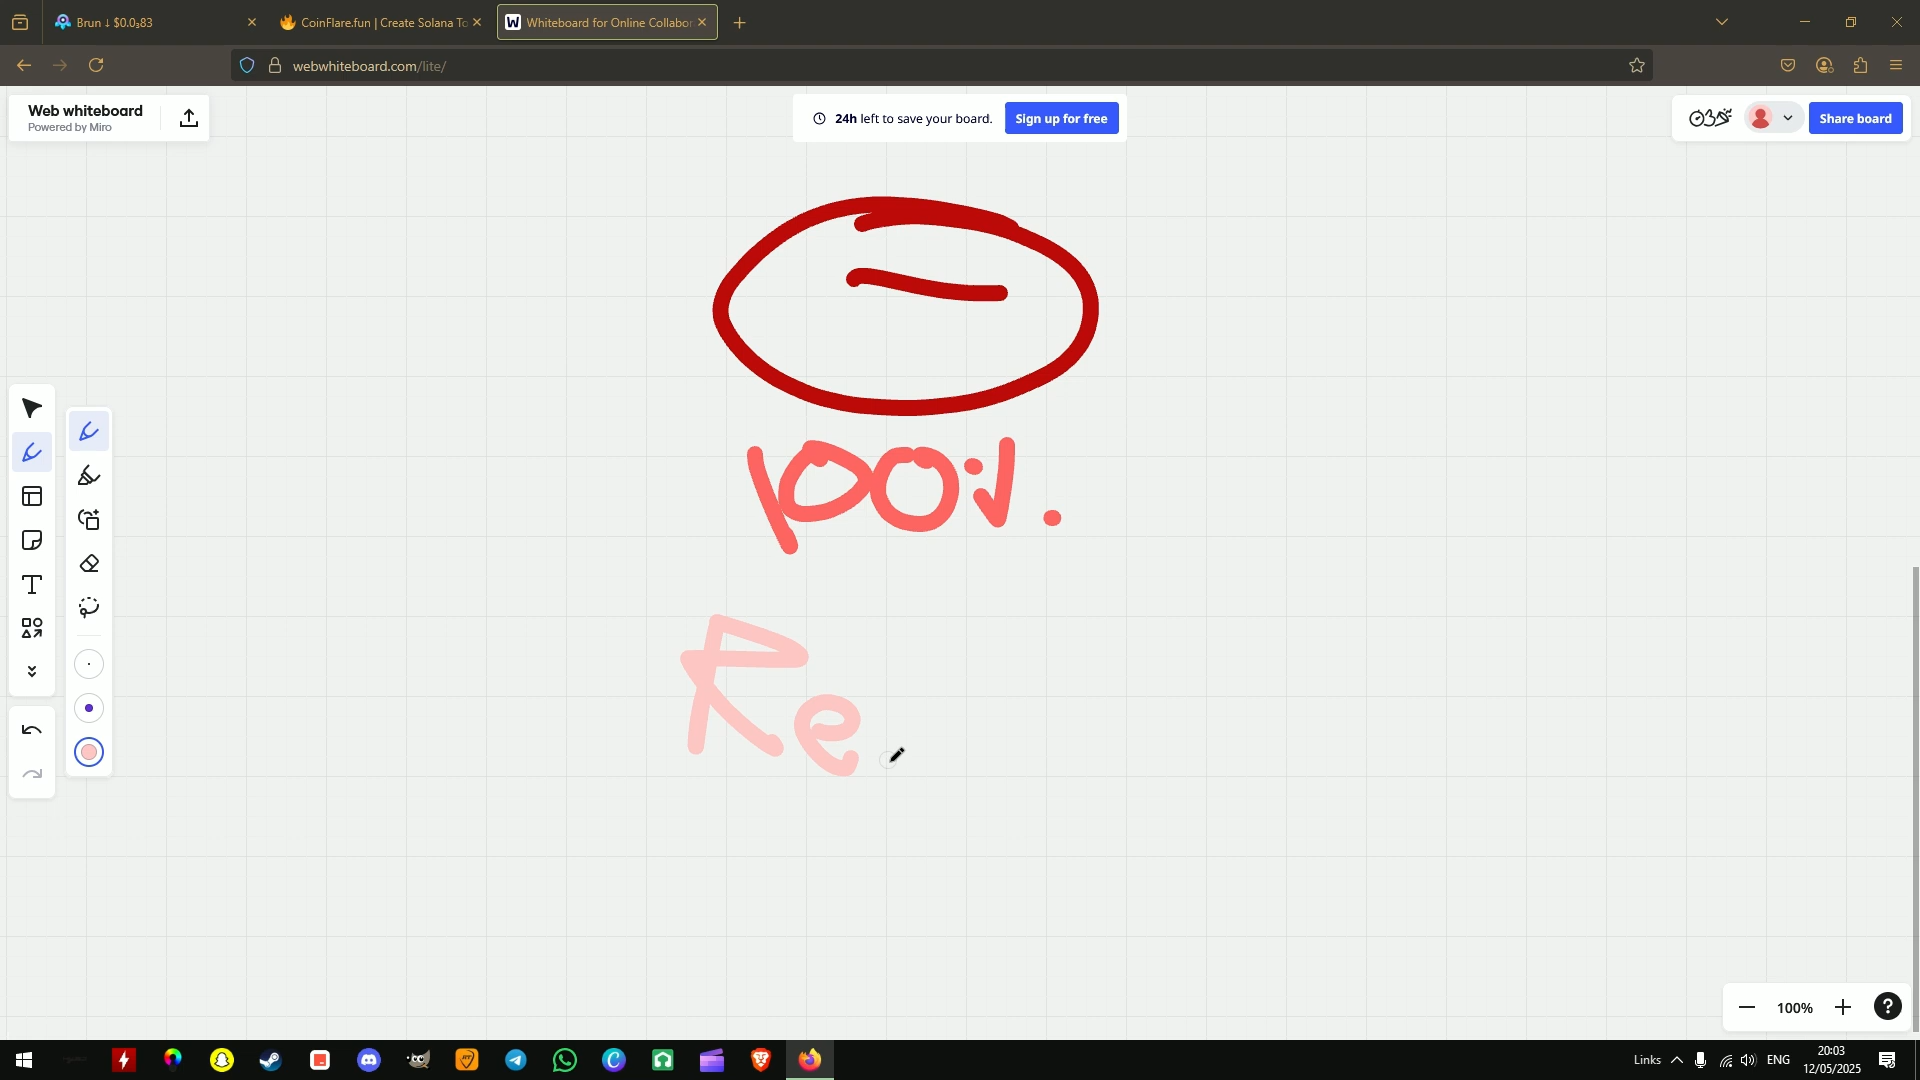 Brun ↓ $0.0₃83
CoinFlare.fun | Create Solana To
Whiteboard for Online Collabor
webwhiteboard.com/lite/
Web whiteboard
Powered by Miro
24h left to save your board.
Sign up for free
Share board
Re
100%
?
Links
ENG
20:03
12/05/2025